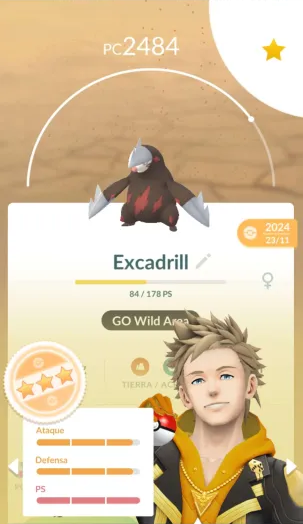 PC2484
2024
23/11
Excadrill
84 / 178 PS
GO Wild Area
TIERRA / AC
Ataque
Defensa
PS